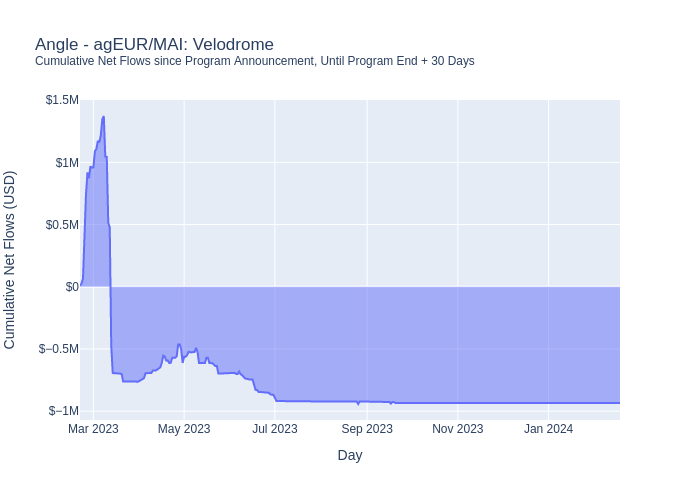 Angle - agEUR/MAI: Velodrome
Cumulative Net Flows since Program Announcement, Until Program End + 30 Days
Cumulative Net Flows (USD)
$1.5M
$1M
$0.5M
$0
$−0.5M
$−1M
Mar 2023
May 2023
Jul 2023
Sep 2023
Nov 2023
Jan 2024
Day